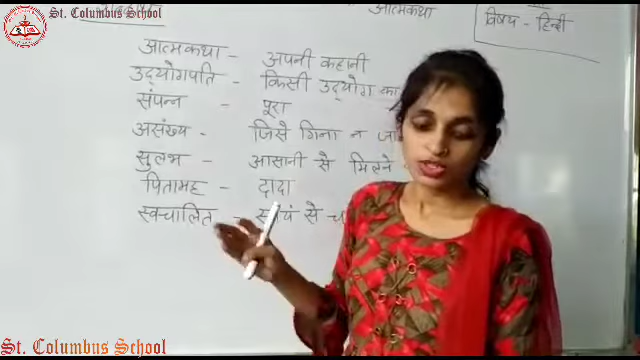 St. Columbus School
आत्मकथा
विषय - हिन्दी
आत्मकथा - अपनी कहानी
उद्योगपति - किसी उद्योग का
संपन्न - पूरा
असंख्य - जिसे गिना न जा
सुलभ - आसानी से मिलने
पितामह - दादा
स्वचालित - स्वयं से च
St. Columbus School